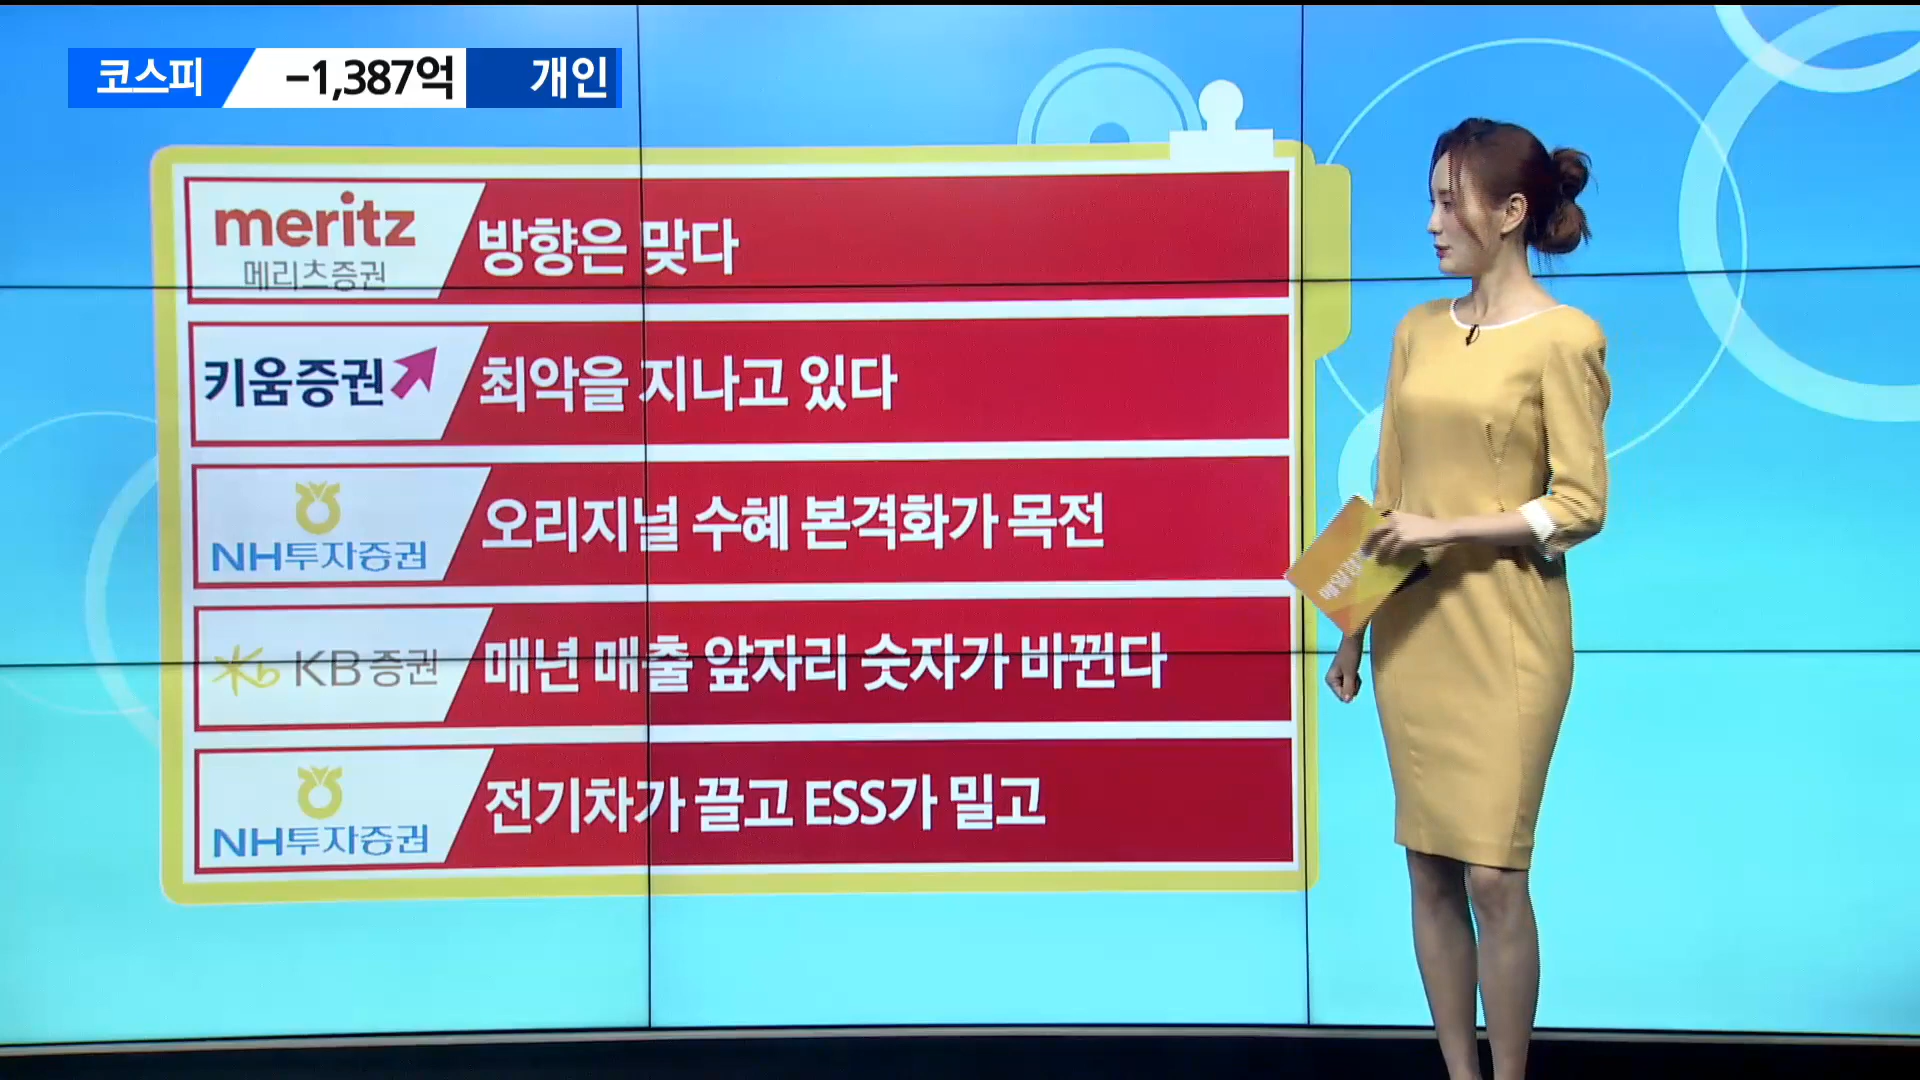 코스피 -1,387억 개인
meritz
메리츠증권
방향은 맞다
키움증권
최악을 지나고 있다
NH투자증권
오리지널 수혜 본격화가 목전
KB증권
매년 매출 앞자리 숫자가 바뀐다
NH투자증권
전기차가 끌고 ESS가 밀고
매일경제